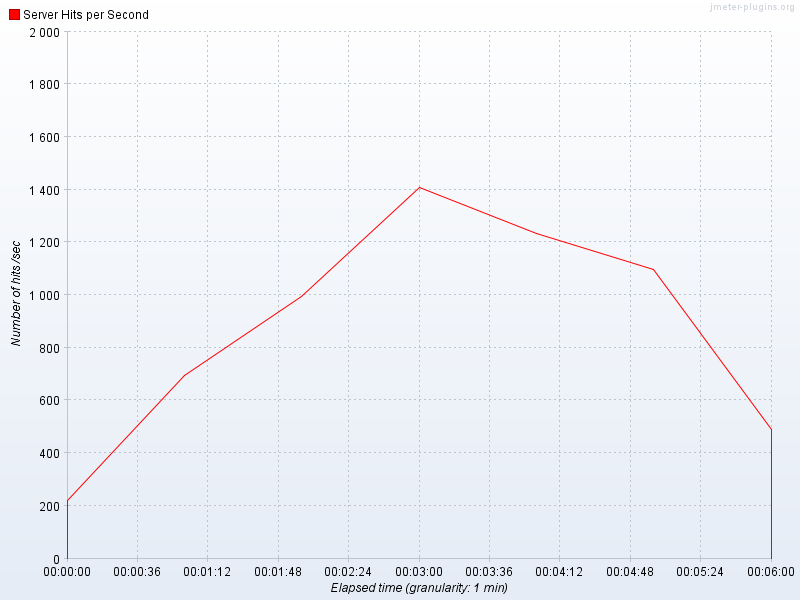 jmeter-plugins.org
Server Hits per Second
2 000
1 800
1 600
1 400
1 200
1 000
800
600
400
200
0
Number of hits /sec
00:00:00 00:00:36 00:01:12 00:01:48 00:02:24 00:03:00 00:03:36 00:04:12 00:04:48 00:05:24 00:06:00
Elapsed time (granularity: 1 min)